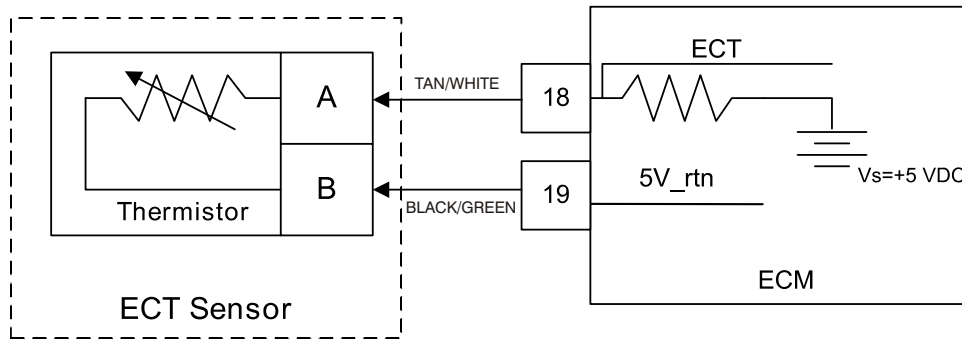 ECT
A
TAN/WHITE
18
B
BLACK/GREEN
19
5V_rtn
Vs=+5 VDC
Thermistor
ECM
ECT Sensor